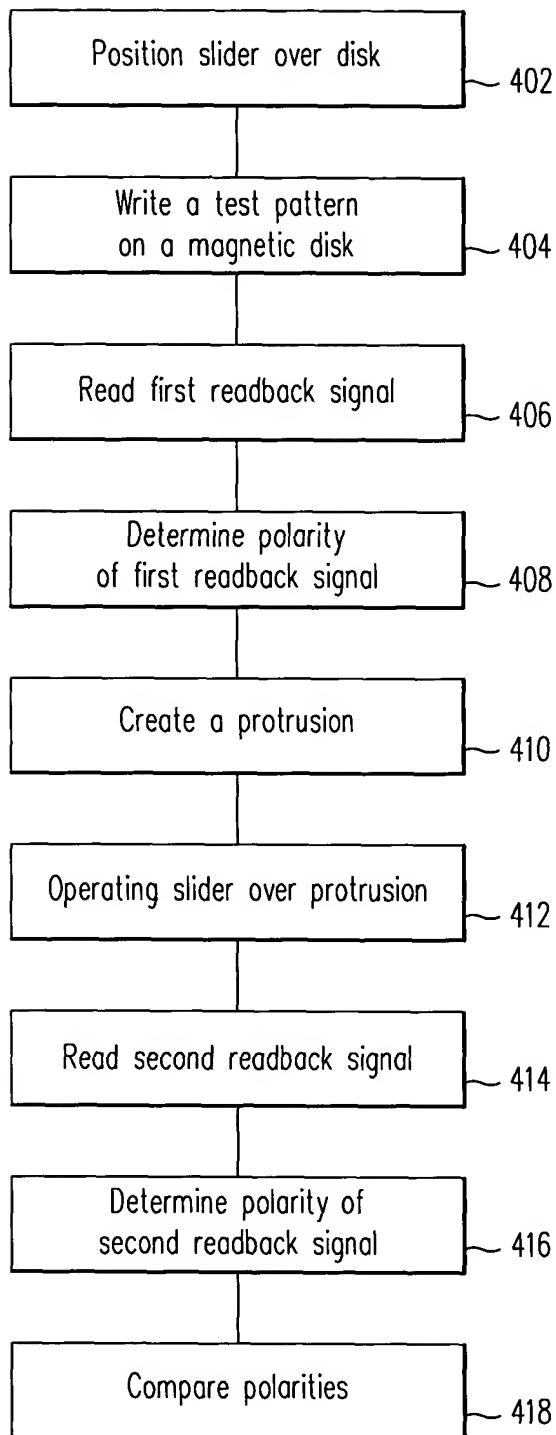 Position slider over disk
402
Write a test pattern
on a magnetic disk
404
Read first readback signal
406
Determine polarity
of first readback signal
408
Create a protrusion
410
Operating slider over protrusion
412
Read second readback signal
414
Determine polarity of
second readback signal
416
Compare polarities
418